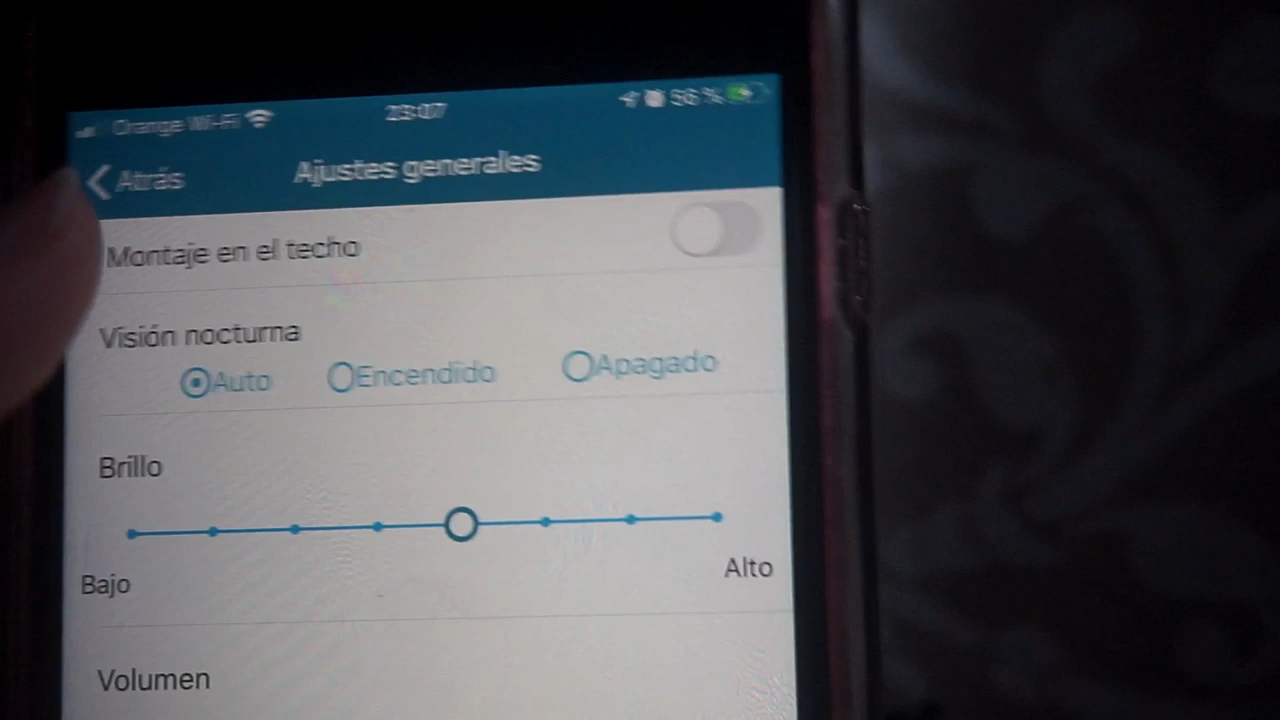 Orange Wi-Fi 23:07 56 %
Atrás Ajustes generales
Montaje en el techo
Visión nocturna
Auto Encendido Apagado
Brillo
Bajo Alto
Volumen